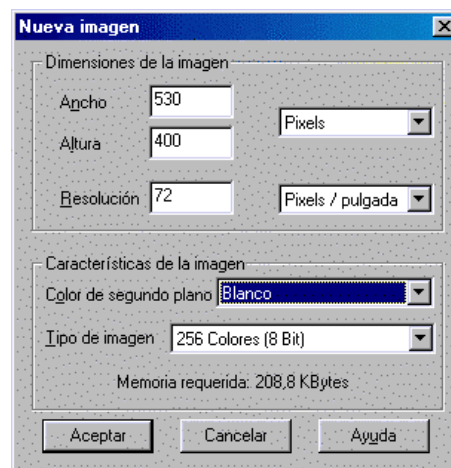 Nueva imagen
Dimensiones de la imagen
Ancho 530
Pixels
Altura 400
Resolución 72 Pixels / pulgada
Características de la imagen
Color de segundo plano Blanco
Tipo de imagen 256 Colores (8 Bit)
Memoria requerida: 208,8 KBytes
Aceptar Cancelar Ayuda